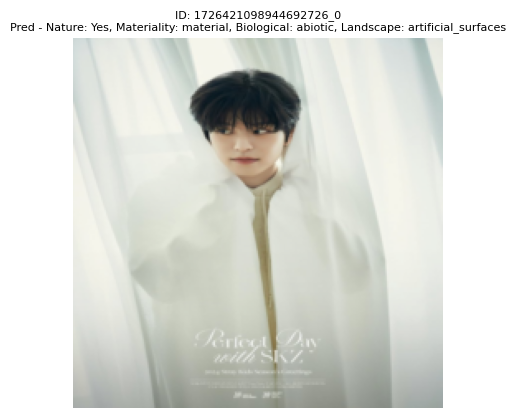 ID: 1726421098944692726_0
Pred - Nature: Yes, Materiality: material, Biological: abiotic, Landscape: artificial_surfaces
Perfect Day
with SKZ